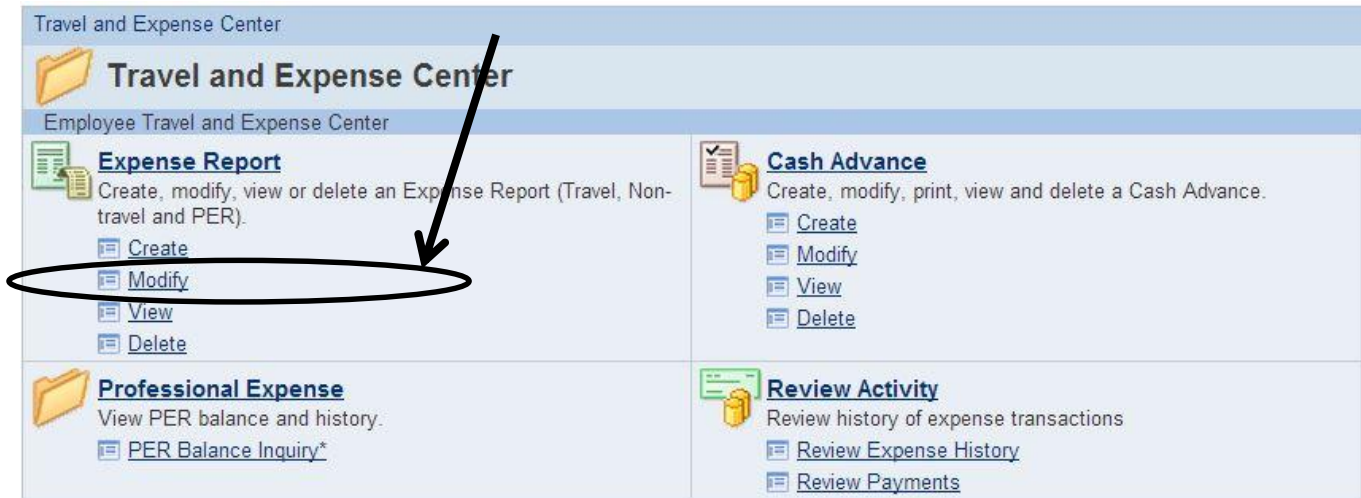 Travel and Expense Center
Travel and Expense Center
Employee Travel and Expense Center
Expense Report
Create, modify, view or delete an Expense Report (Travel, Non-
travel and PER).
Create
Modify
View
Delete
Cash Advance
Create, modify, print, view and delete a Cash Advance.
Create
Modify
View
Delete
Professional Expense
View PER balance and history.
PER Balance Inquiry*
Review Activity
Review history of expense transactions
Review Expense History
Review Payments